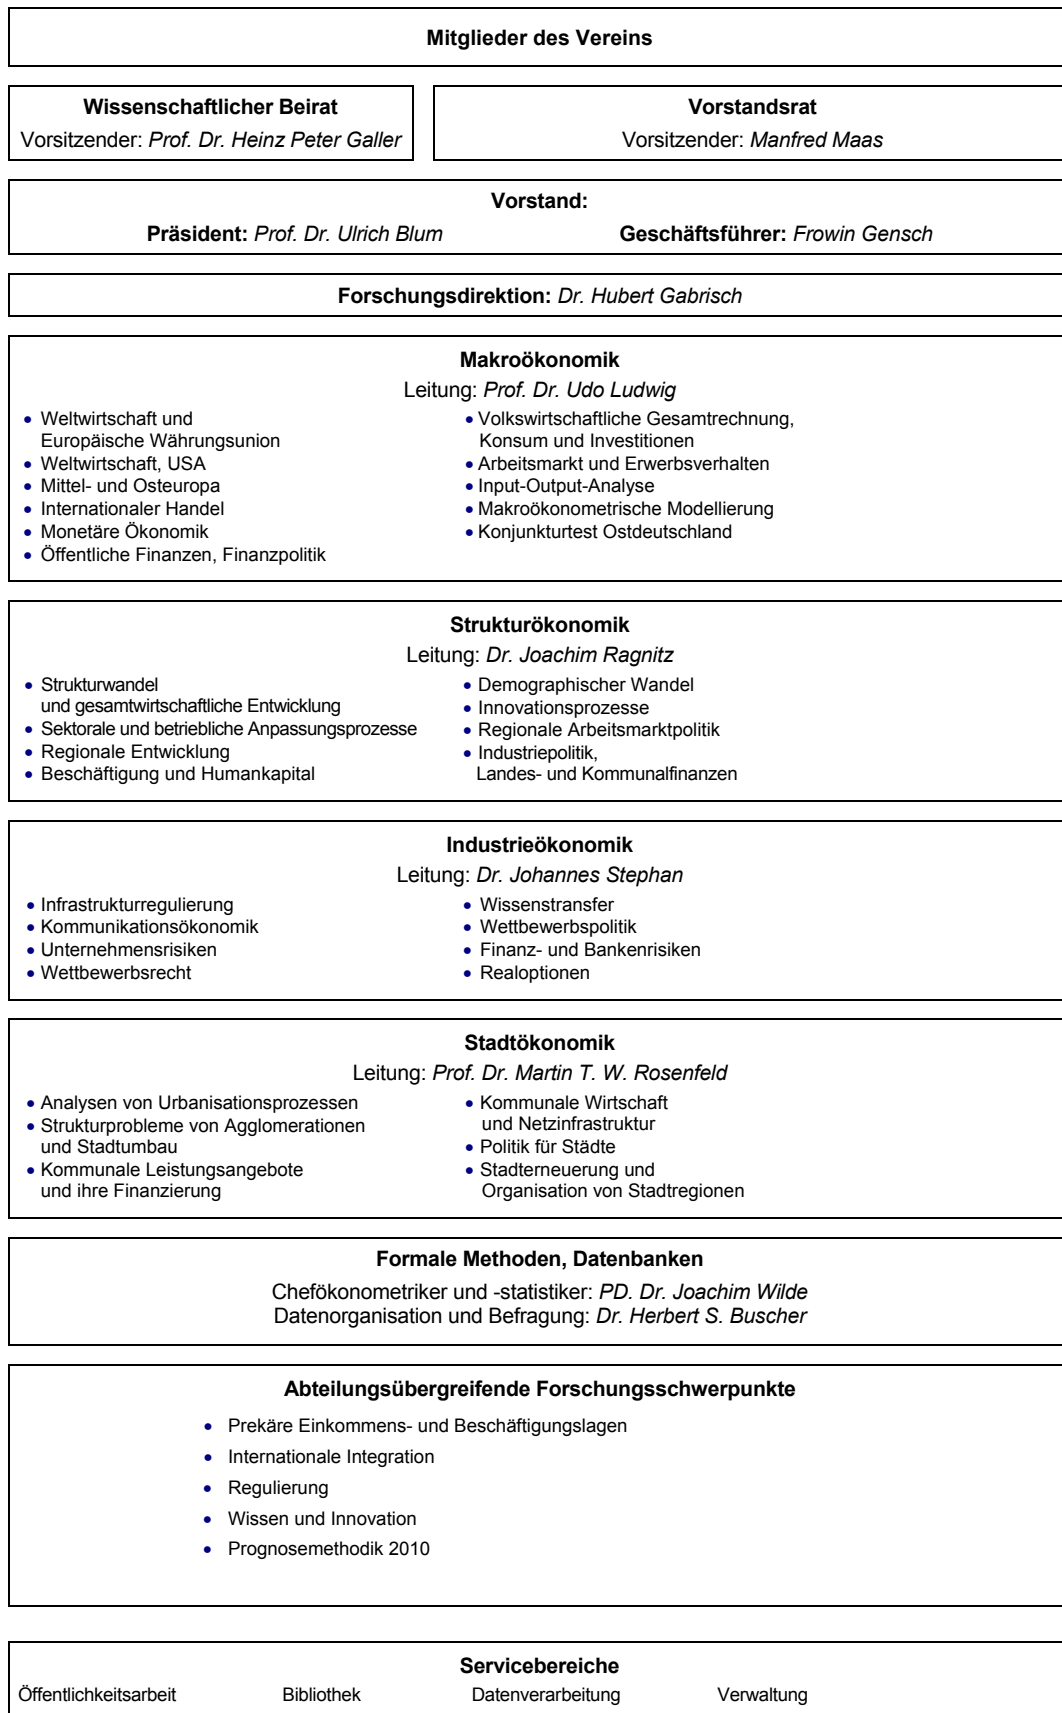 Mitglieder des Vereins
Wissenschaftlicher Beirat
Vorsitzender: Prof. Dr. Heinz Peter Galler
Vorstandsrat
Vorsitzender: Manfred Maas
Vorstand:
Präsident: Prof. Dr. Ulrich Blum Geschäftsführer: Frowin Gensch
Forschungsdirektion: Dr. Hubert Gabrisch
Makroökonomik
Leitung: Prof. Dr. Udo Ludwig
• Weltwirtschaft und
Europäische Währungsunion
• Weltwirtschaft, USA
• Mittel- und Osteuropa
• Internationaler Handel
• Monetäre Ökonomik
• Öffentliche Finanzen, Finanzpolitik
• Volkswirtschaftliche Gesamtrechnung,
Konsum und Investitionen
• Arbeitsmarkt und Erwerbsverhalten
• Input-Output-Analyse
• Makroökonometrische Modellierung
• Konjunkturtest Ostdeutschland
Strukturökonomik
Leitung: Dr. Joachim Ragnitz
• Strukturwandel
und gesamtwirtschaftliche Entwicklung
• Sektorale und betriebliche Anpassungsprozesse
• Regionale Entwicklung
• Beschäftigung und Humankapital
• Demographischer Wandel
• Innovationsprozesse
• Regionale Arbeitsmarktpolitik
• Industriepolitik,
Landes- und Kommunalfinanzen
Industrieökonomik
Leitung: Dr. Johannes Stephan
• Infrastrukturregulierung
• Kommunikationsökonomik
• Unternehmensrisiken
• Wettbewerbsrecht
• Wissenstransfer
• Wettbewerbspolitik
• Finanz- und Bankenrisiken
• Realoptionen
Stadtökonomik
Leitung: Prof. Dr. Martin T. W. Rosenfeld
• Analysen von Urbanisationsprozessen
• Strukturprobleme von Agglomerationen
und Stadtumbau
• Kommunale Leistungsangebote
und ihre Finanzierung
• Kommunale Wirtschaft
und Netzinfrastruktur
• Politik für Städte
• Stadterneuerung und
Organisation von Stadtregionen
Formale Methoden, Datenbanken
Chefökonometriker und -statistiker: PD. Dr. Joachim Wilde
Datenorganisation und Befragung: Dr. Herbert S. Buscher
Abteilungsübergreifende Forschungsschwerpunkte
• Prekäre Einkommens- und Beschäftigungslagen
• Internationale Integration
• Regulierung
• Wissen und Innovation
• Prognosemethodik 2010
Servicebereiche
Öffentlichkeitsarbeit Bibliothek Datenverarbeitung Verwaltung